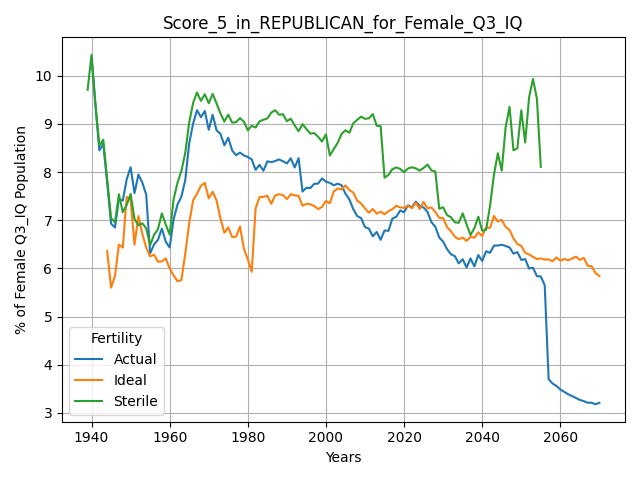 Score_5_in_REPUBLICAN_for_Female_Q3_IQ
% of Female Q3_IQ Population
10
9
8
7
6
5
4
3
Fertility
Actual
Ideal
Sterile
1940 1960 1980 2000 2020 2040 2060
Years